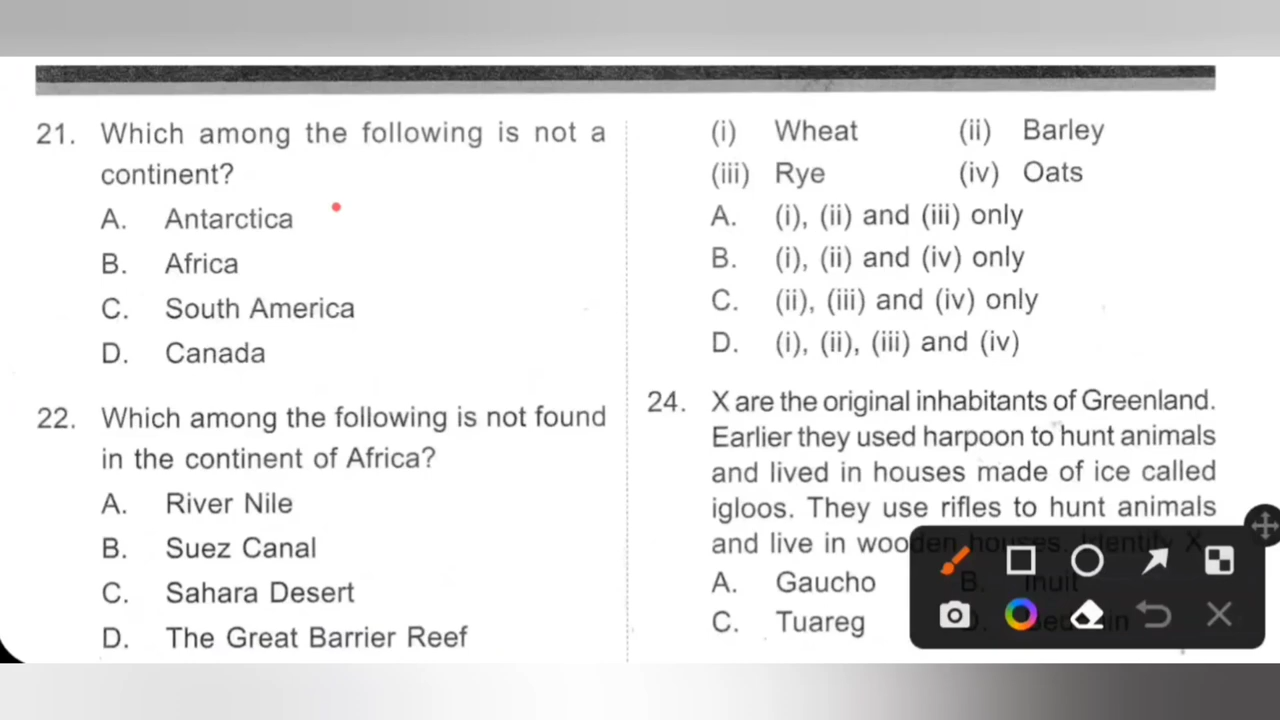 21. Which among the following is not a
continent?
A. Antarctica
B. Africa
C. South America
D. Canada
22. Which among the following is not found
in the continent of Africa?
A. River Nile
B. Suez Canal
C. Sahara Desert
D. The Great Barrier Reef
(i) Wheat (ii) Barley
(iii) Rye (iv) Oats
A. (i), (ii) and (iii) only
B. (i), (ii) and (iv) only
C. (ii), (iii) and (iv) only
D. (i), (ii), (iii) and (iv)
24. X are the original inhabitants of Greenland.
Earlier they used harpoon to hunt animals
and lived in houses made of ice called
igloos. They use rifles to hunt animals
and live in wooden houses. Identify X.
A. Gaucho B. Inuit
C. Tuareg D.